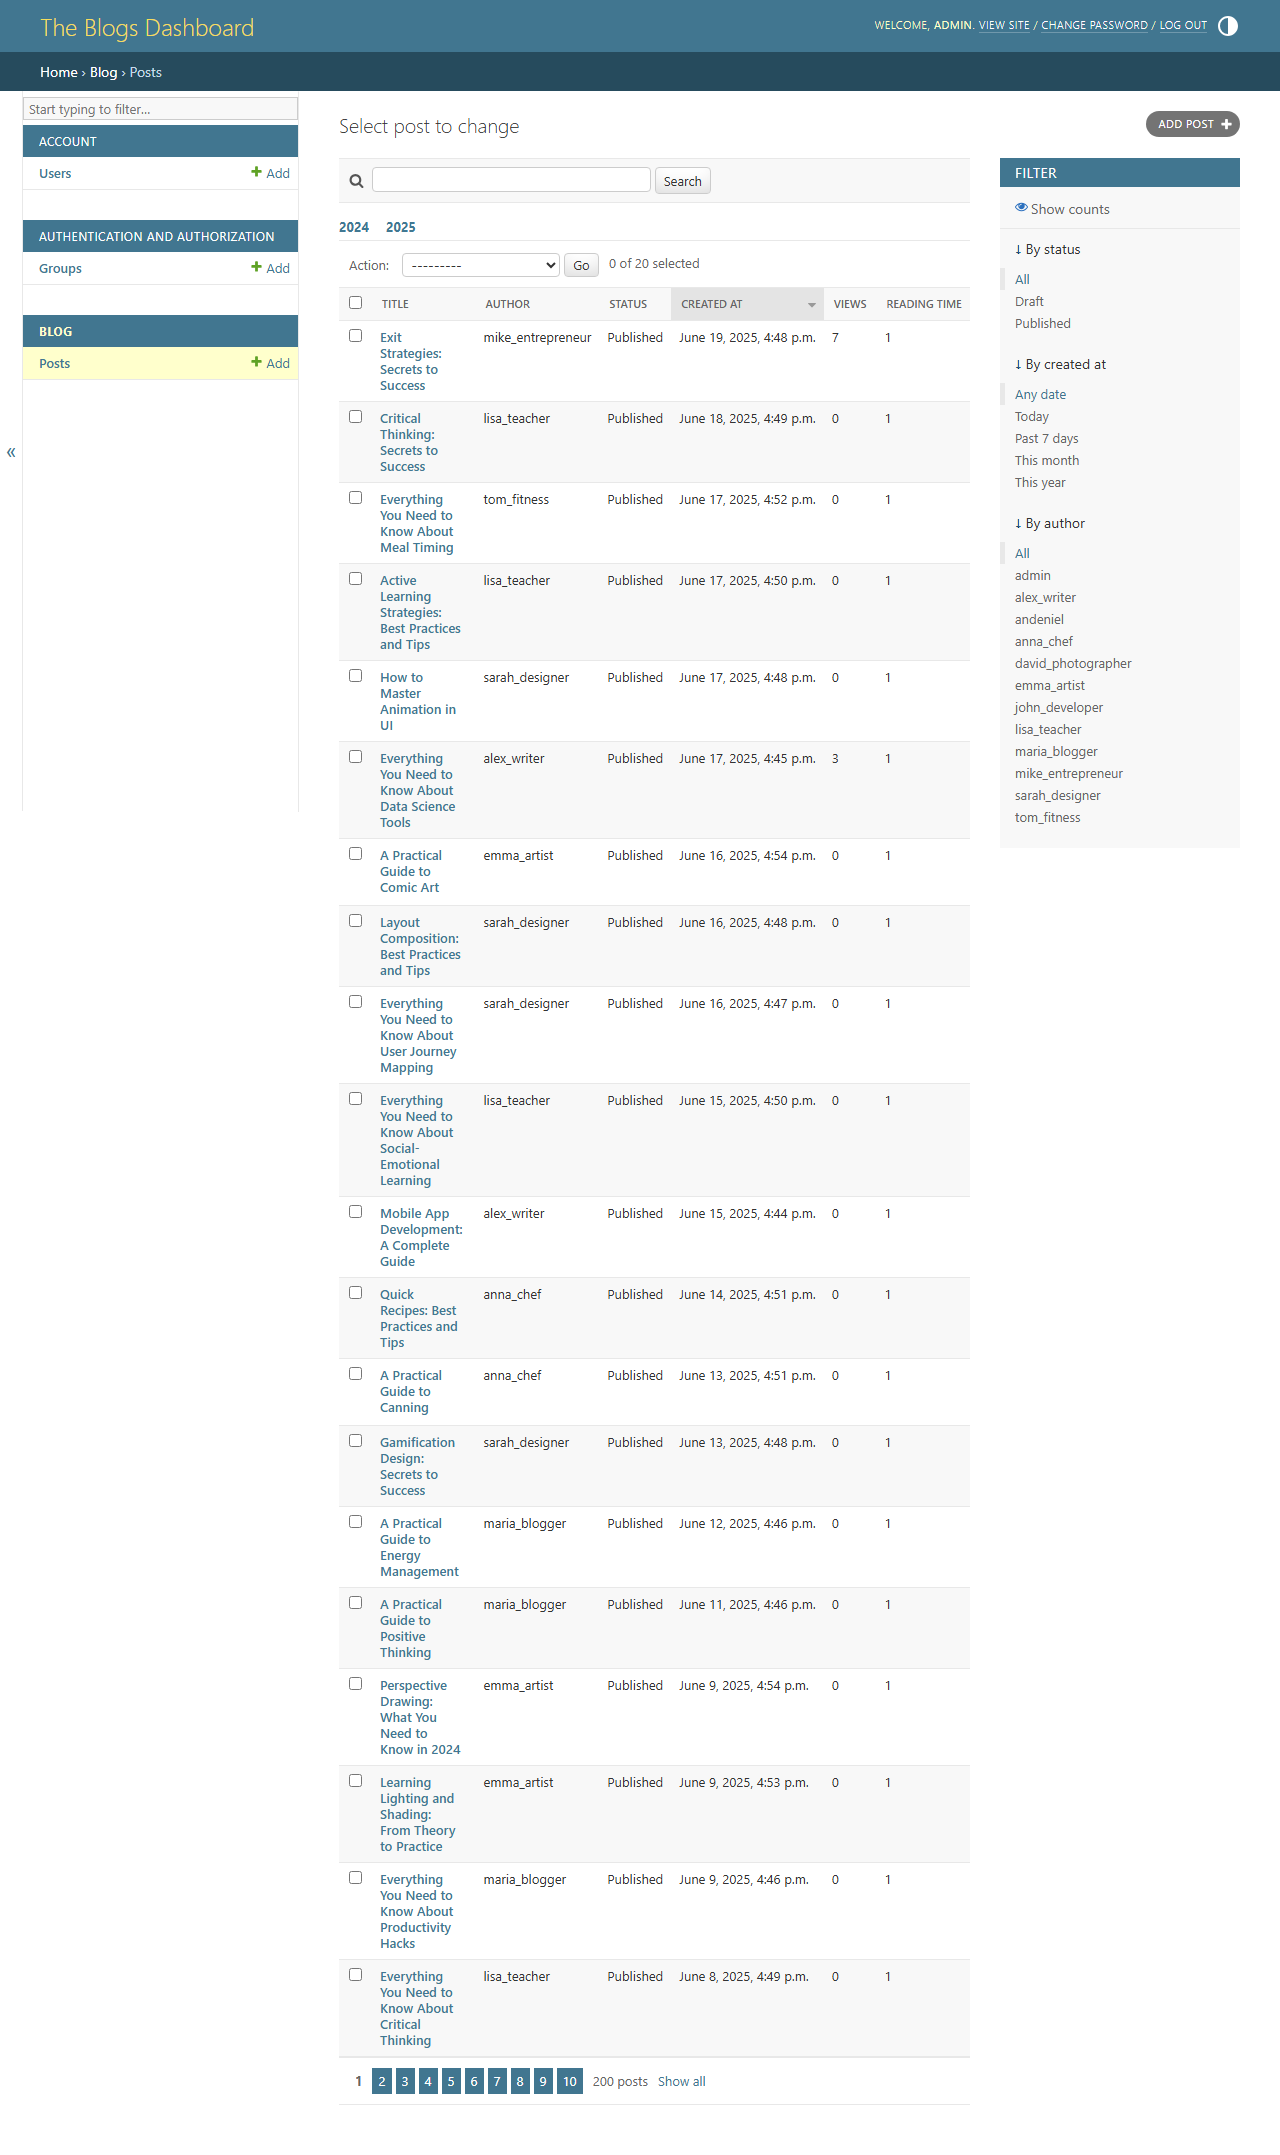 The Blogs Dashboard
WELCOME, ADMIN. VIEW SITE / CHANGE PASSWORD / LOG OUT
Home › Blog › Posts
Start typing to filter...
ACCOUNT
Users Add
AUTHENTICATION AND AUTHORIZATION
Groups Add
BLOG
Posts Add
«
Select post to change
ADD POST
Search
2024 2025
Action: --------- Go 0 of 20 selected
TITLE AUTHOR STATUS CREATED AT VIEWS READING TIME
Exit mike_entrepreneur Published June 19, 2025, 4:48 p.m. 7 1
Strategies:
Secrets to
Success
Critical lisa_teacher Published June 18, 2025, 4:49 p.m. 0 1
Thinking:
Secrets to
Success
Everything tom_fitness Published June 17, 2025, 4:52 p.m. 0 1
You Need to
Know About
Meal Timing
Active lisa_teacher Published June 17, 2025, 4:50 p.m. 0 1
Learning
Strategies:
Best Practices
and Tips
How to sarah_designer Published June 17, 2025, 4:48 p.m. 0 1
Master
Animation in
UI
Everything alex_writer Published June 17, 2025, 4:45 p.m. 3 1
You Need to
Know About
Data Science
Tools
A Practical emma_artist Published June 16, 2025, 4:54 p.m. 0 1
Guide to
Comic Art
Layout sarah_designer Published June 16, 2025, 4:48 p.m. 0 1
Composition:
Best Practices
and Tips
Everything sarah_designer Published June 16, 2025, 4:47 p.m. 0 1
You Need to
Know About
User Journey
Mapping
Everything lisa_teacher Published June 15, 2025, 4:50 p.m. 0 1
You Need to
Know About
Social-
Emotional
Learning
Mobile App alex_writer Published June 15, 2025, 4:44 p.m. 0 1
Development:
A Complete
Guide
Quick anna_chef Published June 14, 2025, 4:51 p.m. 0 1
Recipes: Best
Practices and
Tips
A Practical anna_chef Published June 13, 2025, 4:51 p.m. 0 1
Guide to
Canning
Gamification sarah_designer Published June 13, 2025, 4:48 p.m. 0 1
Design:
Secrets to
Success
A Practical maria_blogger Published June 12, 2025, 4:46 p.m. 0 1
Guide to
Energy
Management
A Practical maria_blogger Published June 11, 2025, 4:46 p.m. 0 1
Guide to
Positive
Thinking
Perspective emma_artist Published June 9, 2025, 4:54 p.m. 0 1
Drawing:
What You
Need to
Know in 2024
Learning emma_artist Published June 9, 2025, 4:53 p.m. 0 1
Lighting and
Shading:
From Theory
to Practice
Everything maria_blogger Published June 9, 2025, 4:46 p.m. 0 1
You Need to
Know About
Productivity
Hacks
Everything lisa_teacher Published June 8, 2025, 4:49 p.m. 0 1
You Need to
Know About
Critical
Thinking
1 2 3 4 5 6 7 8 9 10 200 posts Show all
FILTER
Show counts
↓ By status
All
Draft
Published
↓ By created at
Any date
Today
Past 7 days
This month
This year
↓ By author
All
admin
alex_writer
andeniel
anna_chef
david_photographer
emma_artist
john_developer
lisa_teacher
maria_blogger
mike_entrepreneur
sarah_designer
tom_fitness